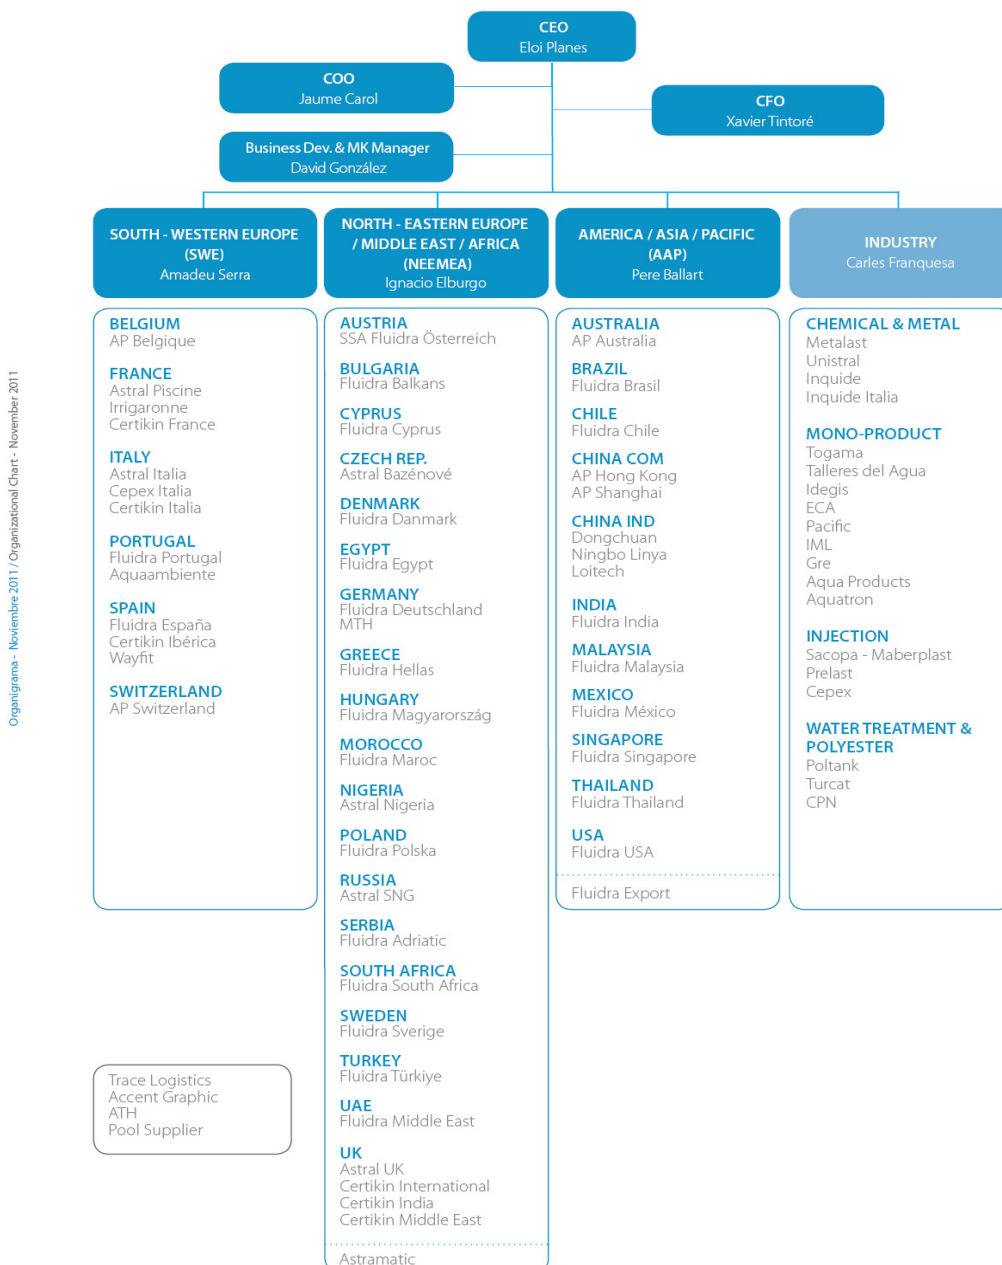 CEO
Eloi Planes
COO
Jaume Carol
CFO
Xavier Tintoré
Business Dev. & MK Manager
David González
SOUTH - WESTERN EUROPE
(SWE)
Amadeu Serra
NORTH - EASTERN EUROPE
/ MIDDLE EAST / AFRICA
(NEEMEA)
Ignacio Elburgo
AMERICA / ASIA / PACIFIC
(AAP)
Pere Ballart
INDUSTRY
Carles Franquesa
BELGIUM
AP Belgique
FRANCE
Astral Piscine
Irrigaronne
Certikin France
ITALY
Astral Italia
Cepex Italia
Certikin Italia
PORTUGAL
Fluidra Portugal
Aquaambiente
SPAIN
Fluidra España
Certikin Ibérica
Wayfit
SWITZERLAND
AP Switzerland
AUSTRIA
SSA Fluidra Österreich
BULGARIA
Fluidra Balkans
CYPRUS
Fluidra Cyprus
CZECH REP.
Astral Bazénové
DENMARK
Fluidra Danmark
EGYPT
Fluidra Egypt
GERMANY
Fluidra Deutschland
MTH
GREECE
Fluidra Hellas
HUNGARY
Fluidra Magyarország
MOROCCO
Fluidra Maroc
NIGERIA
Astral Nigeria
POLAND
Fluidra Polska
RUSSIA
Astral SNG
SERBIA
Fluidra Adriatic
SOUTH AFRICA
Fluidra South Africa
SWEDEN
Fluidra Sverige
TURKEY
Fluidra Türkiye
UAE
Fluidra Middle East
UK
Astral UK
Certikin International
Certikin India
Certikin Middle East
Astramatic
AUSTRALIA
AP Australia
BRAZIL
Fluidra Brasil
CHILE
Fluidra Chile
CHINA COM
AP Hong Kong
AP Shanghai
CHINA IND
Dongchuan
Ningbo Linya
Loitech
INDIA
Fluidra India
MALAYSIA
Fluidra Malaysia
MEXICO
Fluidra México
SINGAPORE
Fluidra Singapore
THAILAND
Fluidra Thailand
USA
Fluidra USA
Fluidra Export
CHEMICAL & METAL
Metalast
Unistral
Inquide
Inquide Italia
MONO-PRODUCT
Togama
Talleres del Agua
Idegis
ECA
Pacific
IML
Gre
Aqua Products
Aquatron
INJECTION
Sacopa - Maberplast
Prelast
Cepex
WATER TREATMENT &
POLYESTER
Poltank
Turcat
CPN
Trace Logistics
Accent Graphic
ATH
Pool Supplier
Organigrama - Noviembre 2011 / Organizational Chart - November 2011